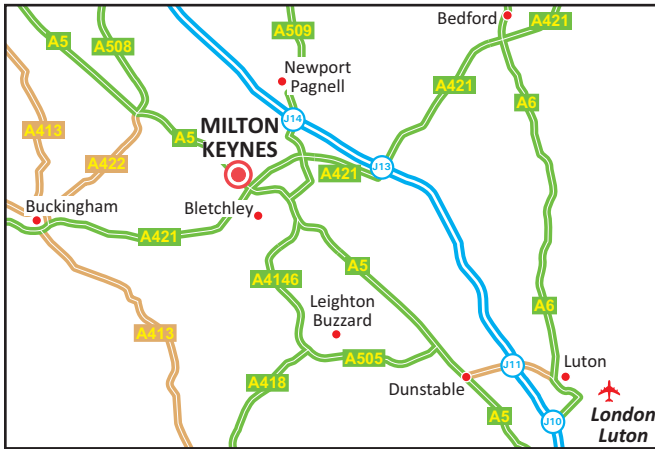 Bedford
A509
A421
A5
A508
Newport
Pagnell
A421
A413
A6
J14
MILTON
KEYNES
A5
A422
J13
A421
Buckingham
Bletchley
A421
A5
A4146
Leighton
Buzzard
A6
A413
A505
J11
Luton
A418
Dunstable
A5
J10
London
Luton